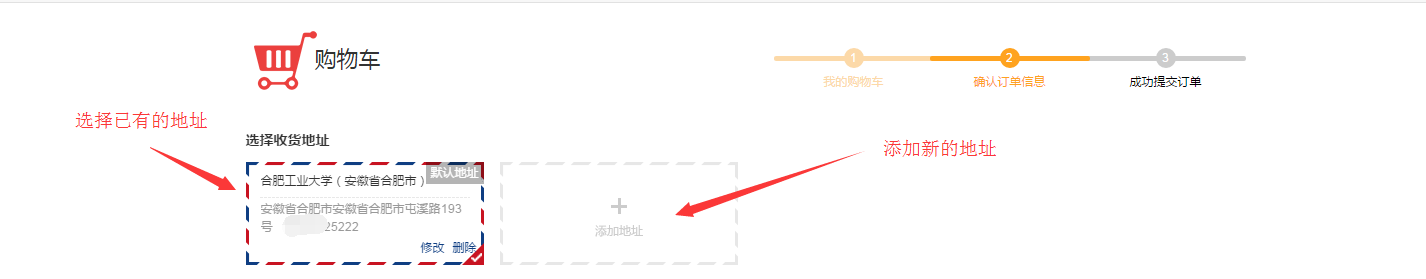 购物车
1 2 3
我的购物车 确认订单信息 成功提交订单
选择已有的地址
选择收货地址
添加新的地址
默认地址
合肥工业大学（安徽省合肥市）
安徽省合肥市安徽省合肥市屯溪路193
号 25222
添加地址
修改 删除